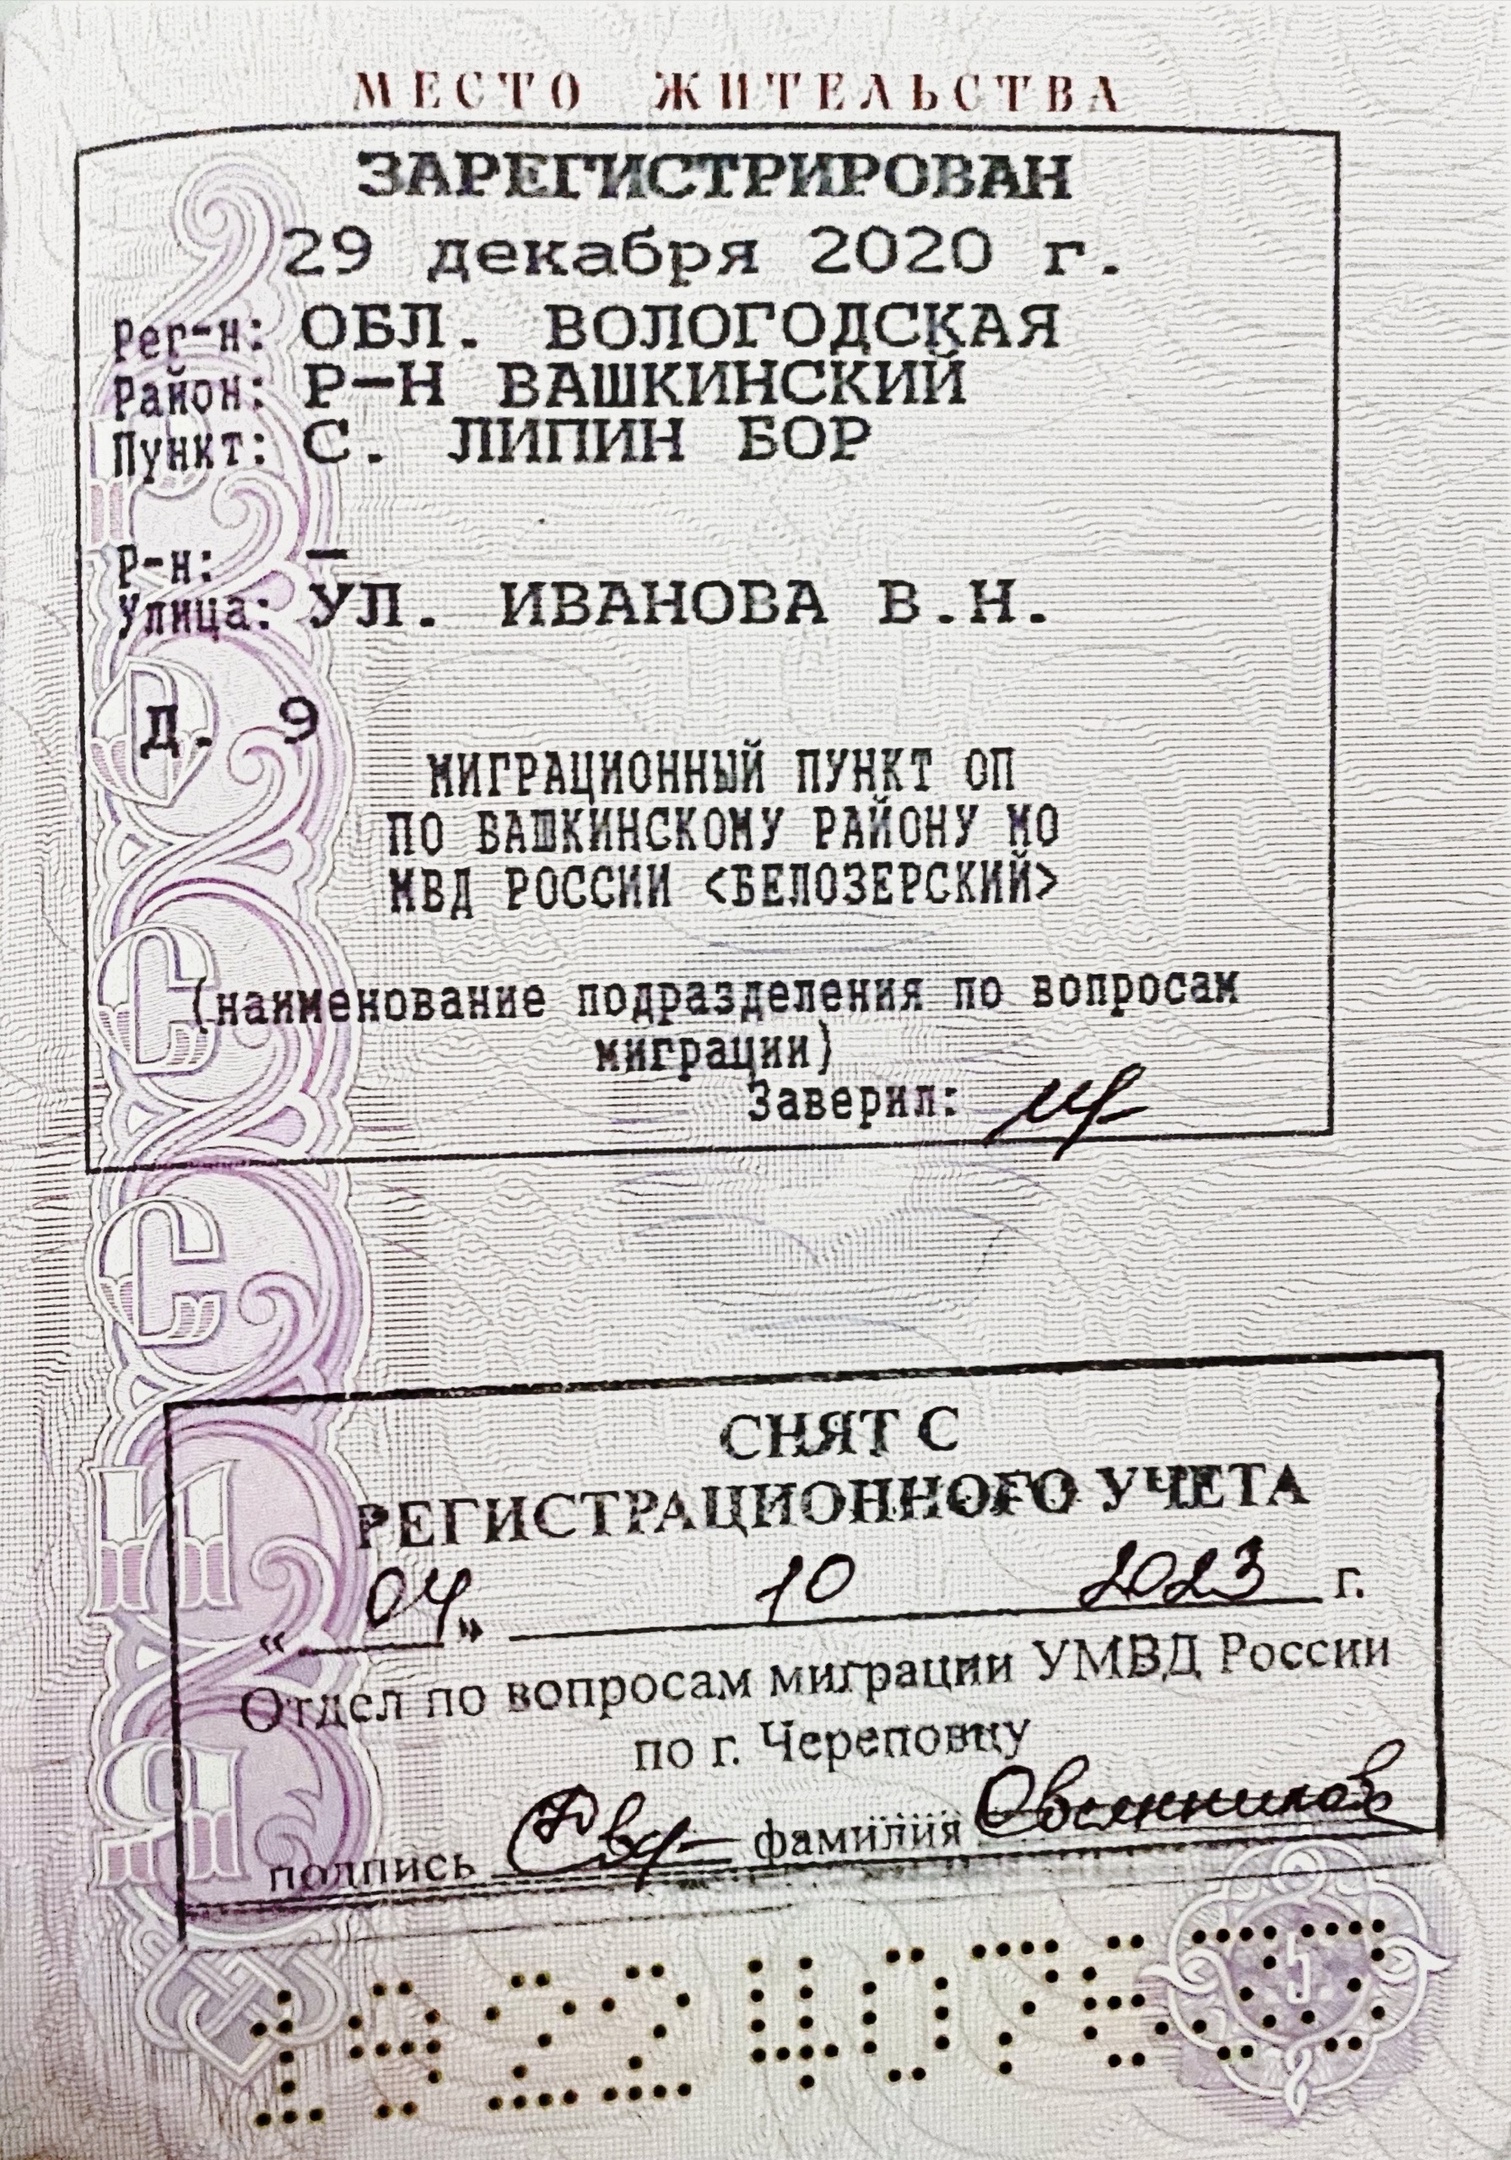 МЕСТО ЖИТЕЛЬСТВА
ЗАРЕГИСТРИРОВАН
29 декабря 2020 г.
Рег-н: ОБЛ. ВОЛОГОДСКАЯ
Район: Р-Н ВАШКИНСКИЙ
Пункт: С. ЛИПИН БОР
Р-н: –
Улица: УЛ. ИВАНОВА В.Н.
Д. 9
МИГРАЦИОННЫЙ ПУНКТ ОП
ПО ВАШКИНСКОМУ РАЙОНУ МО
МВД РОССИИ <БЕЛОЗЕРСКИЙ>
(наименование подразделения по вопросам
миграции)
Заверил:
СНЯТ С
РЕГИСТРАЦИОННОГО УЧЕТА
« 04 » 10 2023 г.
Отдел по вопросам миграции УМВД России
по г. Череповцу
подпись фамилия Овсянникова
РОССИЯ
5